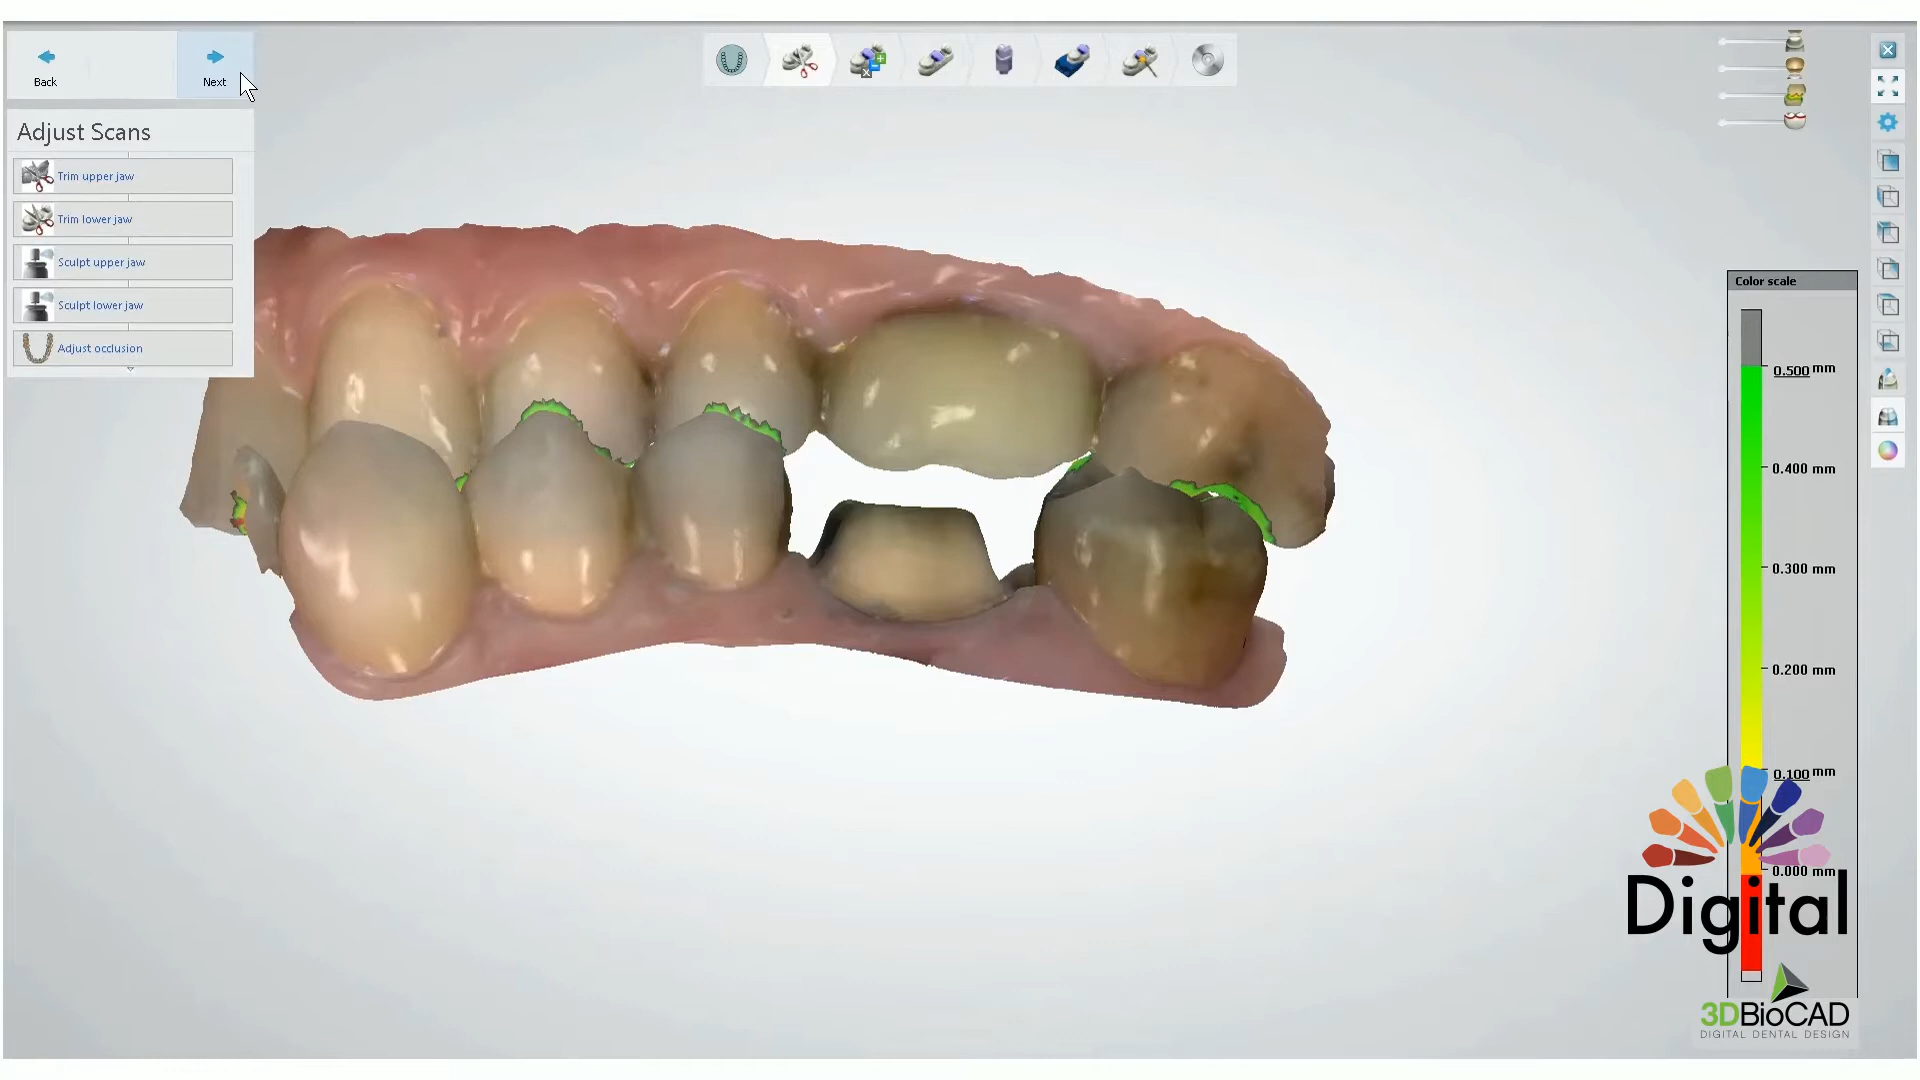 Back
Next
Adjust Scans
Trim upper jaw
Trim lower jaw
Sculpt upper jaw
Sculpt lower jaw
Adjust occlusion
Color scale
0.500 mm
0.400 mm
0.300 mm
0.200 mm
0.100 mm
0.000 mm
Digital
3DBioCAD
DIGITAL DENTAL DESIGN